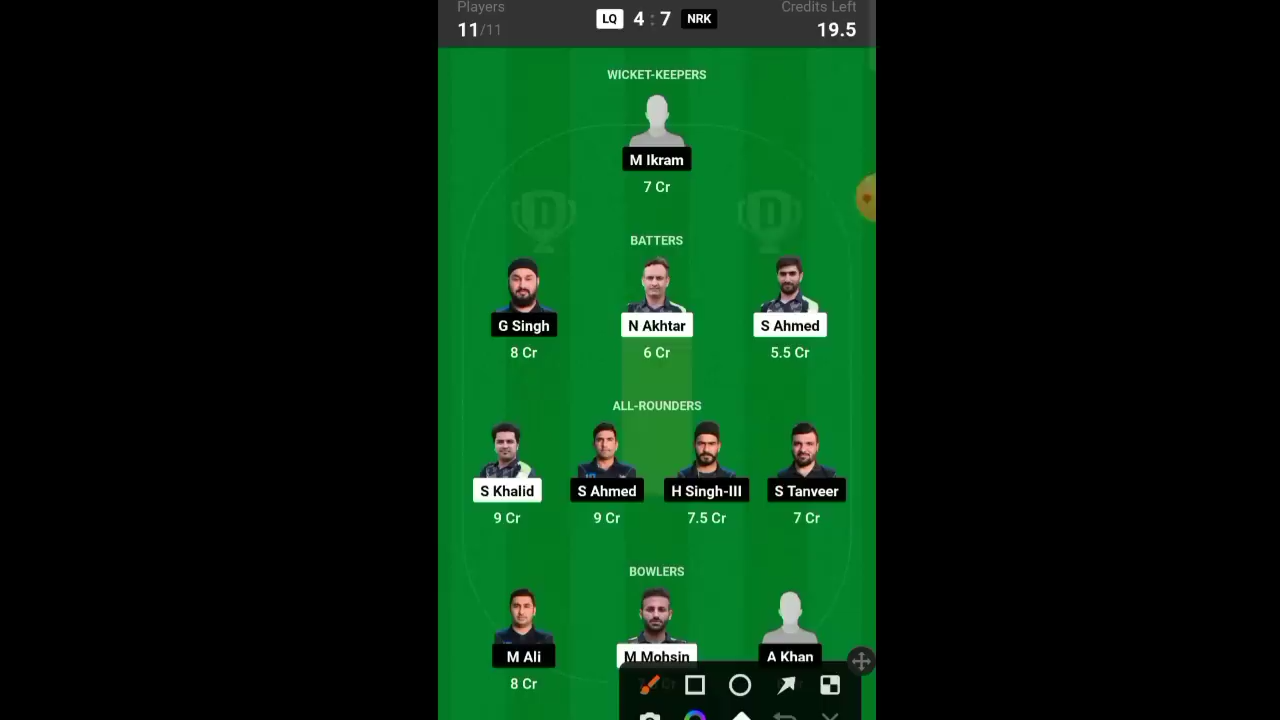 Players
Credits Left
11/11
LQ 4 : 7 NRK
19.5
WICKET-KEEPERS
M Ikram
7 Cr
D D
BATTERS
G Singh N Akhtar S Ahmed
8 Cr 6 Cr 5.5 Cr
ALL-ROUNDERS
S Khalid S Ahmed H Singh-III S Tanveer
9 Cr 9 Cr 7.5 Cr 7 Cr
BOWLERS
M Ali M Mohsin A Khan
8 Cr